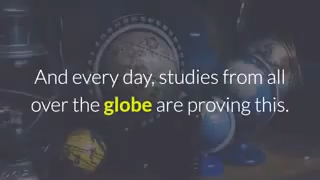 And every day, studies from all
over the globe are proving this.